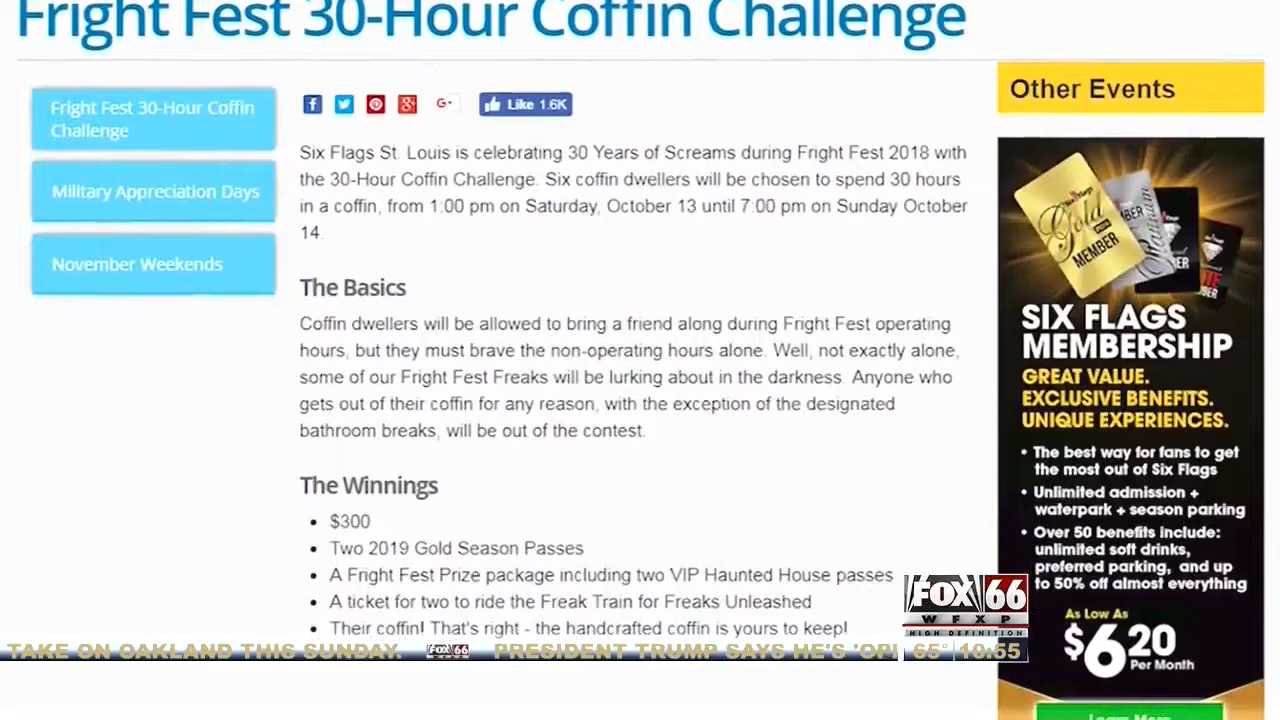 Fright Fest 30-Hour Coffin Challenge
Fright Fest 30-Hour Coffin
Challenge
Military Appreciation Days
November Weekends
Like 1.6K
Six Flags St. Louis is celebrating 30 Years of Screams during Fright Fest 2018 with
the 30-Hour Coffin Challenge. Six coffin dwellers will be chosen to spend 30 hours
in a coffin, from 1:00 pm on Saturday, October 13 until 7:00 pm on Sunday October
14.
The Basics
Coffin dwellers will be allowed to bring a friend along during Fright Fest operating
hours, but they must brave the non-operating hours alone. Well, not exactly alone,
some of our Fright Fest Freaks will be lurking about in the darkness. Anyone who
gets out of their coffin for any reason, with the exception of the designated
bathroom breaks, will be out of the contest.
The Winnings
• $300
• Two 2019 Gold Season Passes
• A Fright Fest Prize package including two VIP Haunted House passes
• A ticket for two to ride the Freak Train for Freaks Unleashed
• Their coffin! That's right - the handcrafted coffin is yours to keep!
Other Events
Gold
MEMBER
SIX FLAGS
MEMBERSHIP
GREAT VALUE.
EXCLUSIVE BENEFITS.
UNIQUE EXPERIENCES.
• The best way for fans to get
the most out of Six Flags
• Unlimited admission +
waterpark + season parking
• Over 50 benefits include:
unlimited soft drinks,
preferred parking, and up
to 50% off almost everything
As Low As
$6.20
Per Month
Learn More
FOX 66
WFXP
HIGH DEFINITION
65° 10:55
TAKE ON OAKLAND THIS SUNDAY. FOX 66 PRESIDENT TRUMP SAYS HE'S 'OP